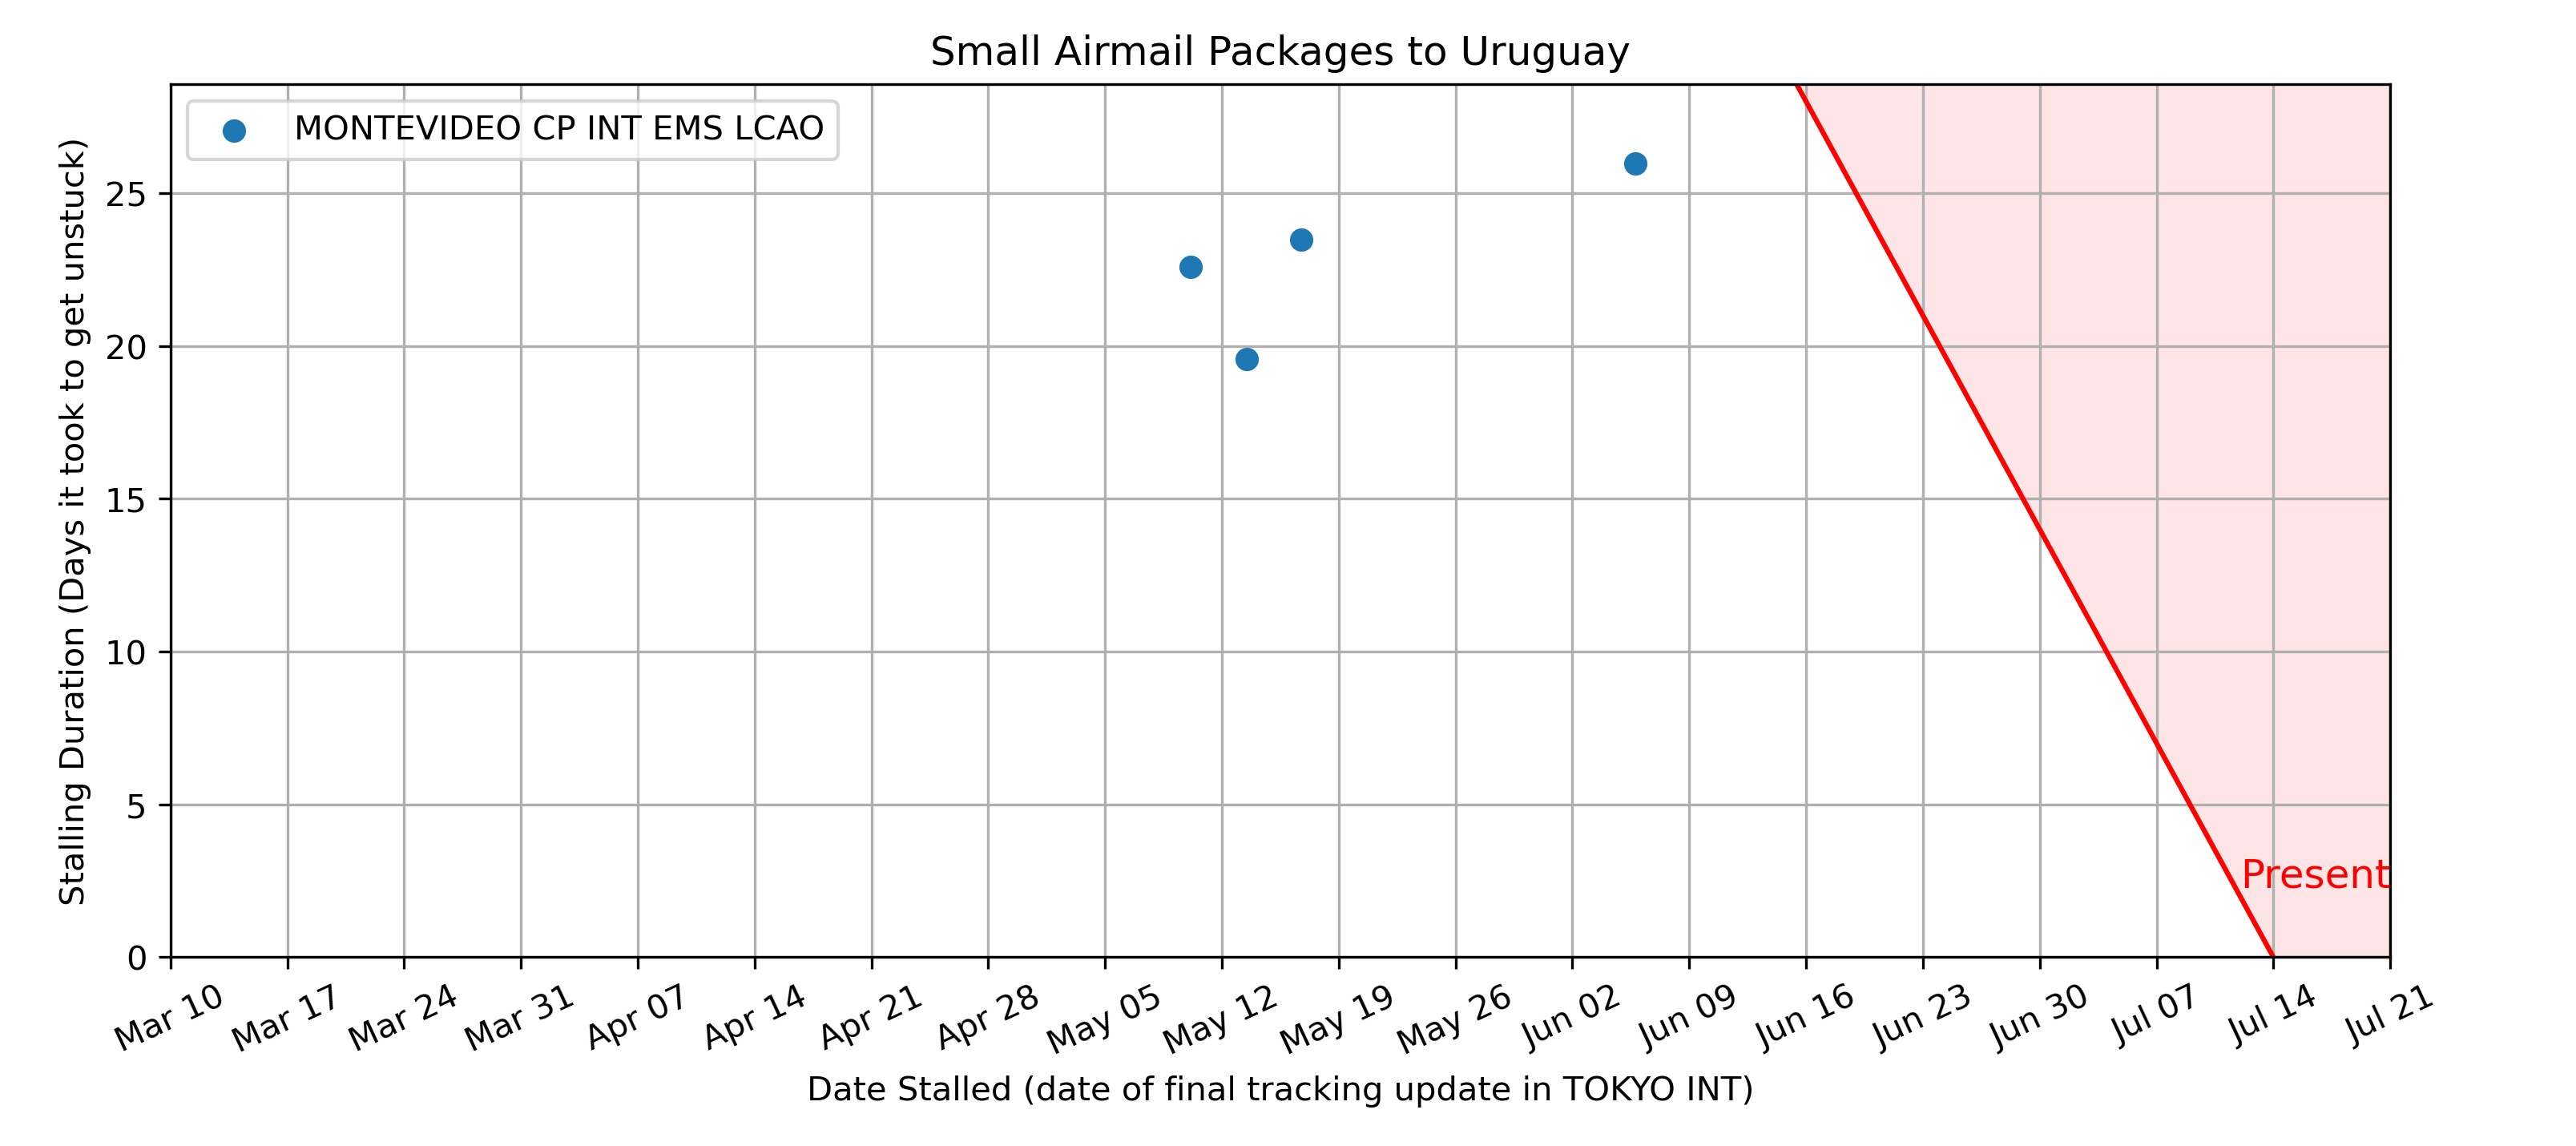 Small Airmail Packages to Uruguay
MONTEVIDEO CP INT EMS LCAO
Stalling Duration (Days it took to get unstuck)
25
20
15
10
5
0
Present
Mar 10
Mar 17
Mar 24
Mar 31
Apr 07
Apr 14
Apr 21
Apr 28
May 05
May 12
May 19
May 26
Jun 02
Jun 09
Jun 16
Jun 23
Jun 30
Jul 07
Jul 14
Jul 21
Date Stalled (date of final tracking update in TOKYO INT)